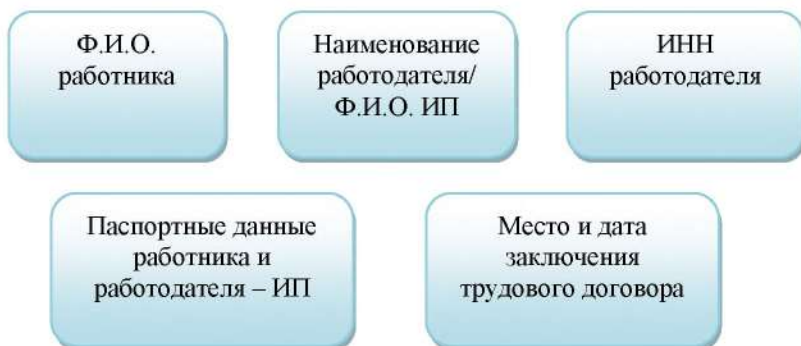 Ф.И.О.
работника
Наименование
работодателя/
Ф.И.О. ИП
ИНН
работодателя
Паспортные данные
работника и
работодателя – ИП
Место и дата
заключения
трудового договора